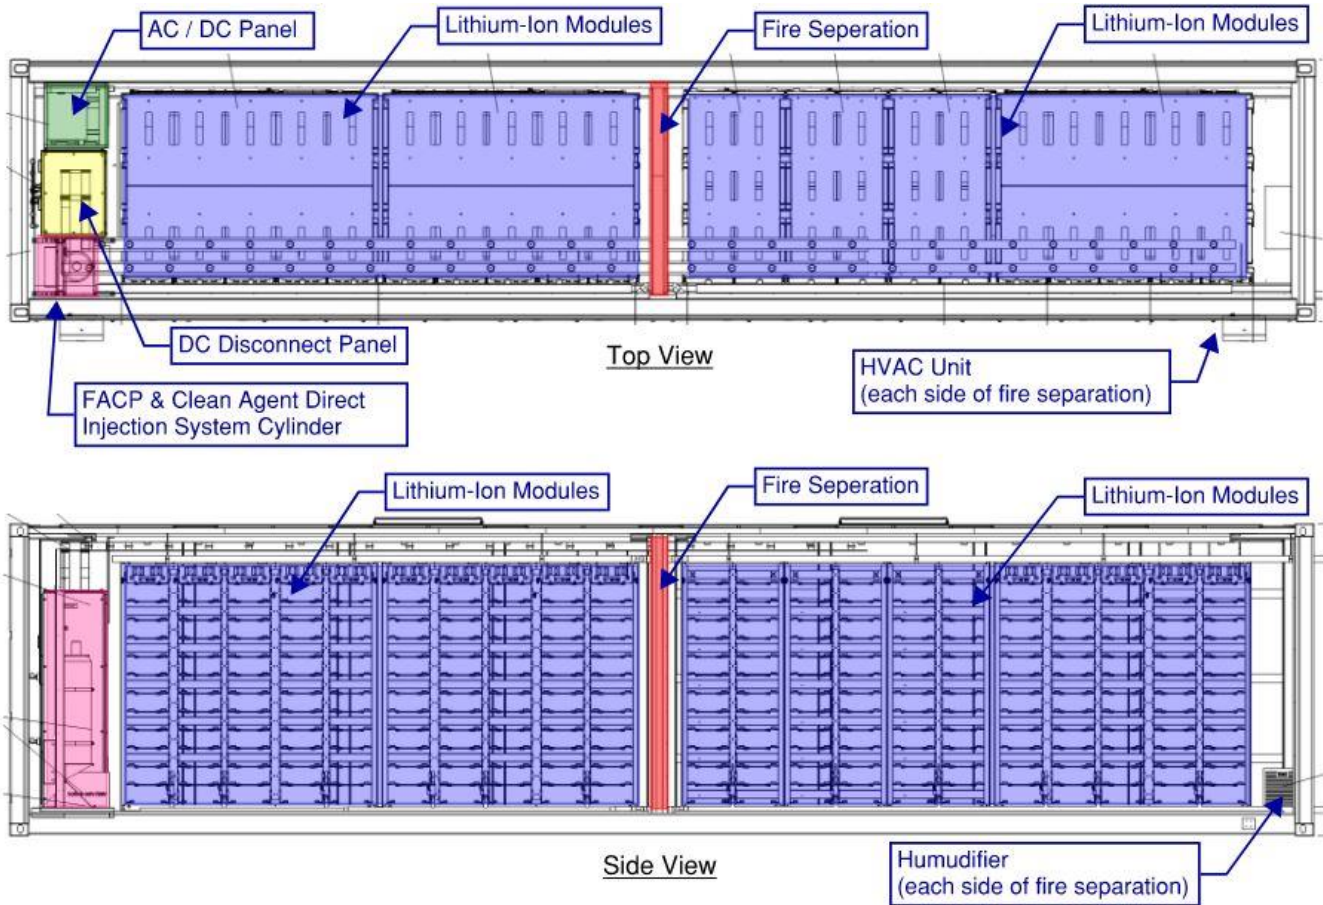 AC / DC Panel
Lithium-Ion Modules
Fire Seperation
Lithium-Ion Modules
DC Disconnect Panel
Top View
HVAC Unit
(each side of fire separation)
FACP & Clean Agent Direct
Injection System Cylinder
Lithium-Ion Modules
Fire Seperation
Lithium-Ion Modules
Side View
Humudifier
(each side of fire separation)